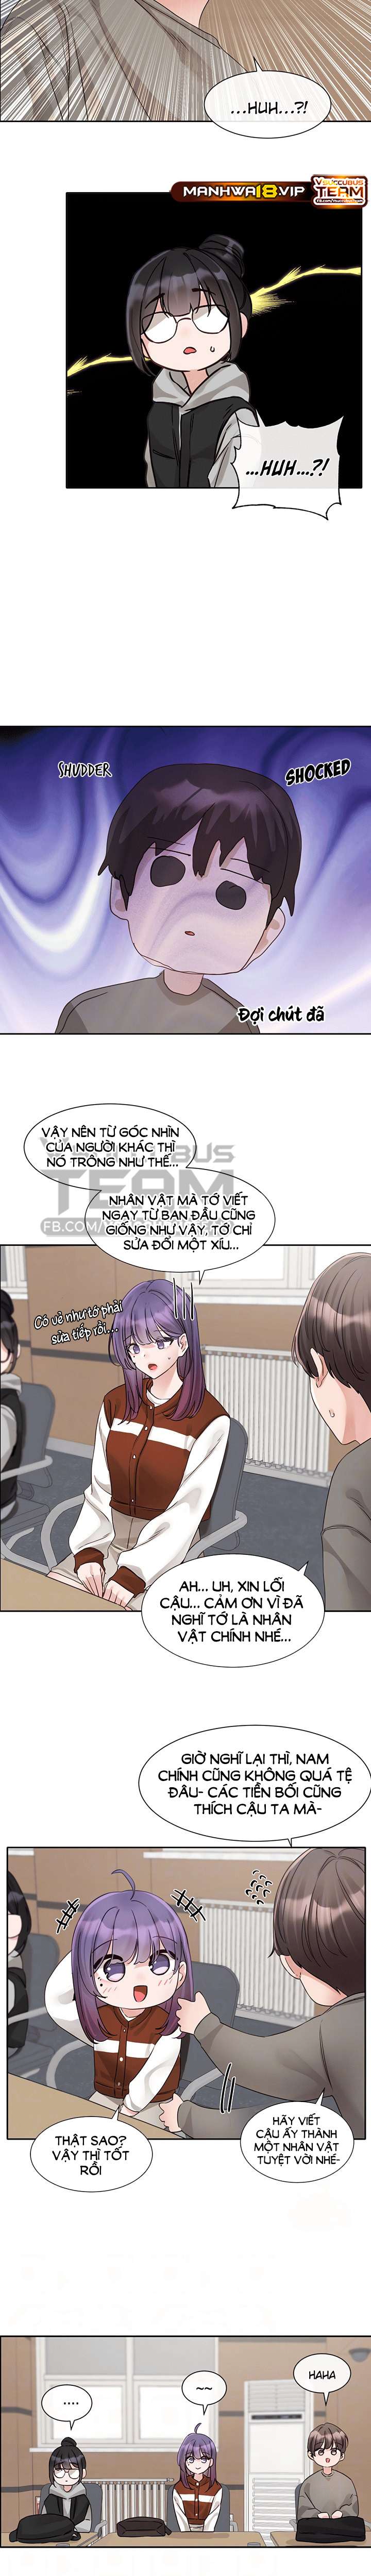 ...HUH...?!
MANHWA18.VIP
VSUCCUBUS
TEAM
...HUH...?!
SHUDDER
SHOCKED
Đợi chút đã
VẬY NÊN TỪ GÓC NHÌN
CỦA NGƯỜI KHÁC THÌ
NÓ TRÔNG NHƯ THẾ...
TEAM
NHÂN VẬT MÀ TỚ VIẾT
NGAY TỪ BAN ĐẦU CŨNG
GIỐNG NHƯ VẬY, TỚ CHỈ
SỬA ĐỔI MỘT XÍU...
Có vẻ như tớ phải
sửa tiếp rồi...
AH... UH, XIN LỖI
CẬU... CẢM ƠN VÌ ĐÃ
NGHĨ TỚ LÀ NHÂN
VẬT CHÍNH NHÉ...
GIỜ NGHĨ LẠI THÌ, NAM
CHÍNH CŨNG KHÔNG QUÁ TỆ
ĐÂU- CÁC TIỀN BỐI CŨNG
THÍCH CẬU TA MÀ-
HÃY VIẾT
CẬU ẤY THÀNH
MỘT NHÂN VẬT
TUYỆT VỜI NHÉ-
THẬT SAO?
VẬY THÌ TỐT
RỒI
HAHA
~~
....